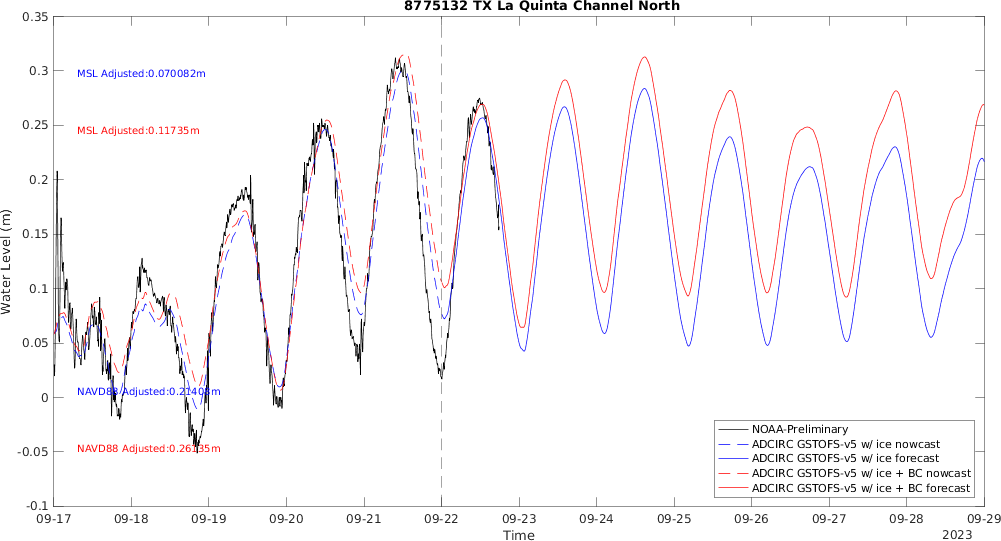 8775132 TX La Quinta Channel North
Water Level (m)
0.35
0.3
0.25
0.2
0.15
0.1
0.05
0
-0.05
-0.1
MSL Adjusted:0.070082m
MSL Adjusted:0.11735m
NAVD88 Adjusted:0.21408m
NAVD88 Adjusted:0.26135m
NOAA-Preliminary
ADCIRC GSTOFS-v5 w/ ice nowcast
ADCIRC GSTOFS-v5 w/ ice forecast
ADCIRC GSTOFS-v5 w/ ice + BC nowcast
ADCIRC GSTOFS-v5 w/ ice + BC forecast
09-17 09-18 09-19 09-20 09-21 09-22 09-23 09-24 09-25 09-26 09-27 09-28 09-29
Time
2023